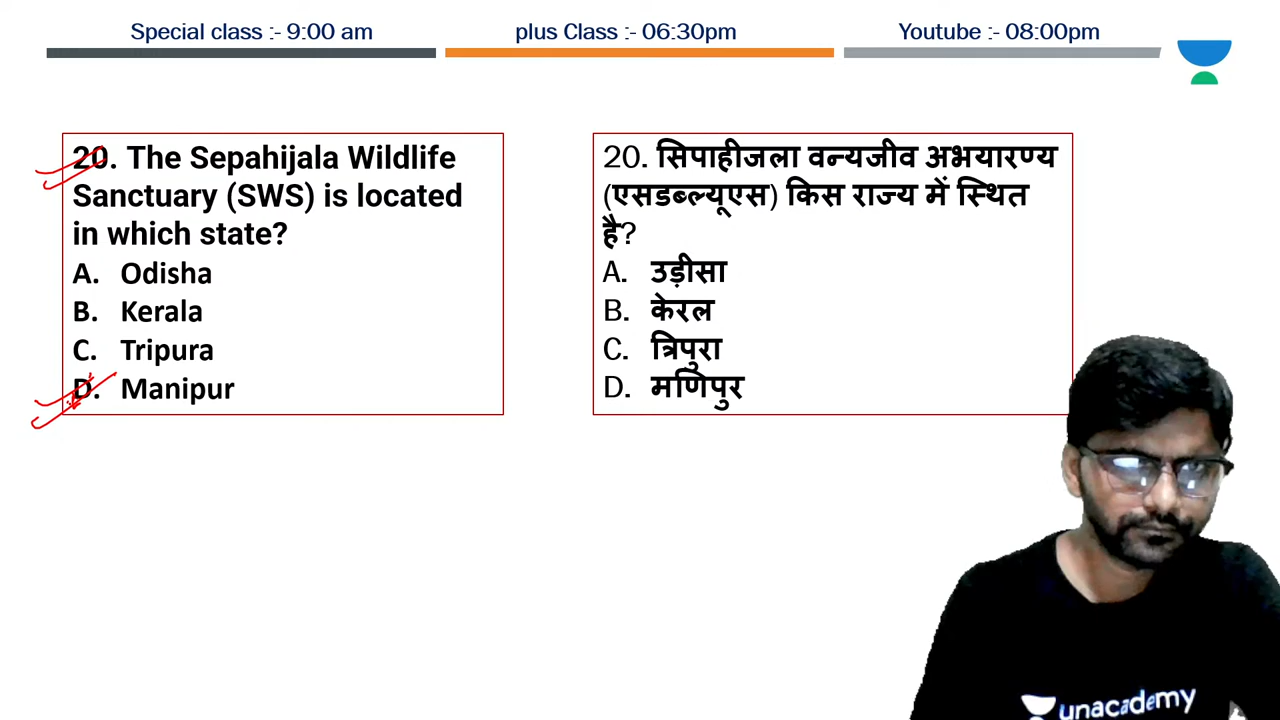 Special class :- 9:00 am
plus Class :- 06:30pm
Youtube :- 08:00pm
20. The Sepahijala Wildlife
Sanctuary (SWS) is located
in which state?
A. Odisha
B. Kerala
C. Tripura
D. Manipur
20. सिपाहीजला वन्यजीव अभयारण्य
(एसडब्ल्यूएस) किस राज्य में स्थित
है?
A. उड़ीसा
B. केरल
C. त्रिपुरा
D. मणिपुर
unacademy